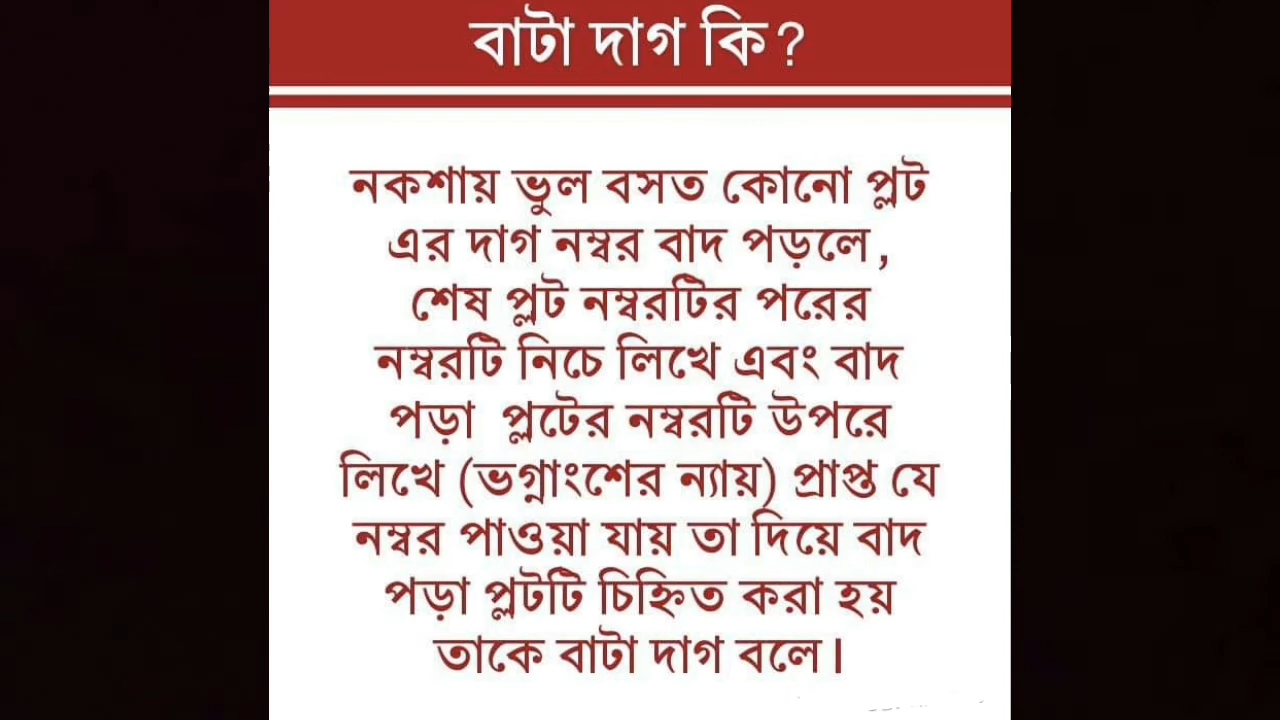 বাটা দাগ কি?
নকশায় ভুল বসত কোনো প্লট
এর দাগ নম্বর বাদ পড়লে,
শেষ প্লট নম্বরটির পরের
নম্বরটি নিচে লিখে এবং বাদ
পড়া প্লটের নম্বরটি উপরে
লিখে (ভগ্নাংশের ন্যায়) প্রাপ্ত যে
নম্বর পাওয়া যায় তা দিয়ে বাদ
পড়া প্লটটি চিহ্নিত করা হয়
তাকে বাটা দাগ বলে।